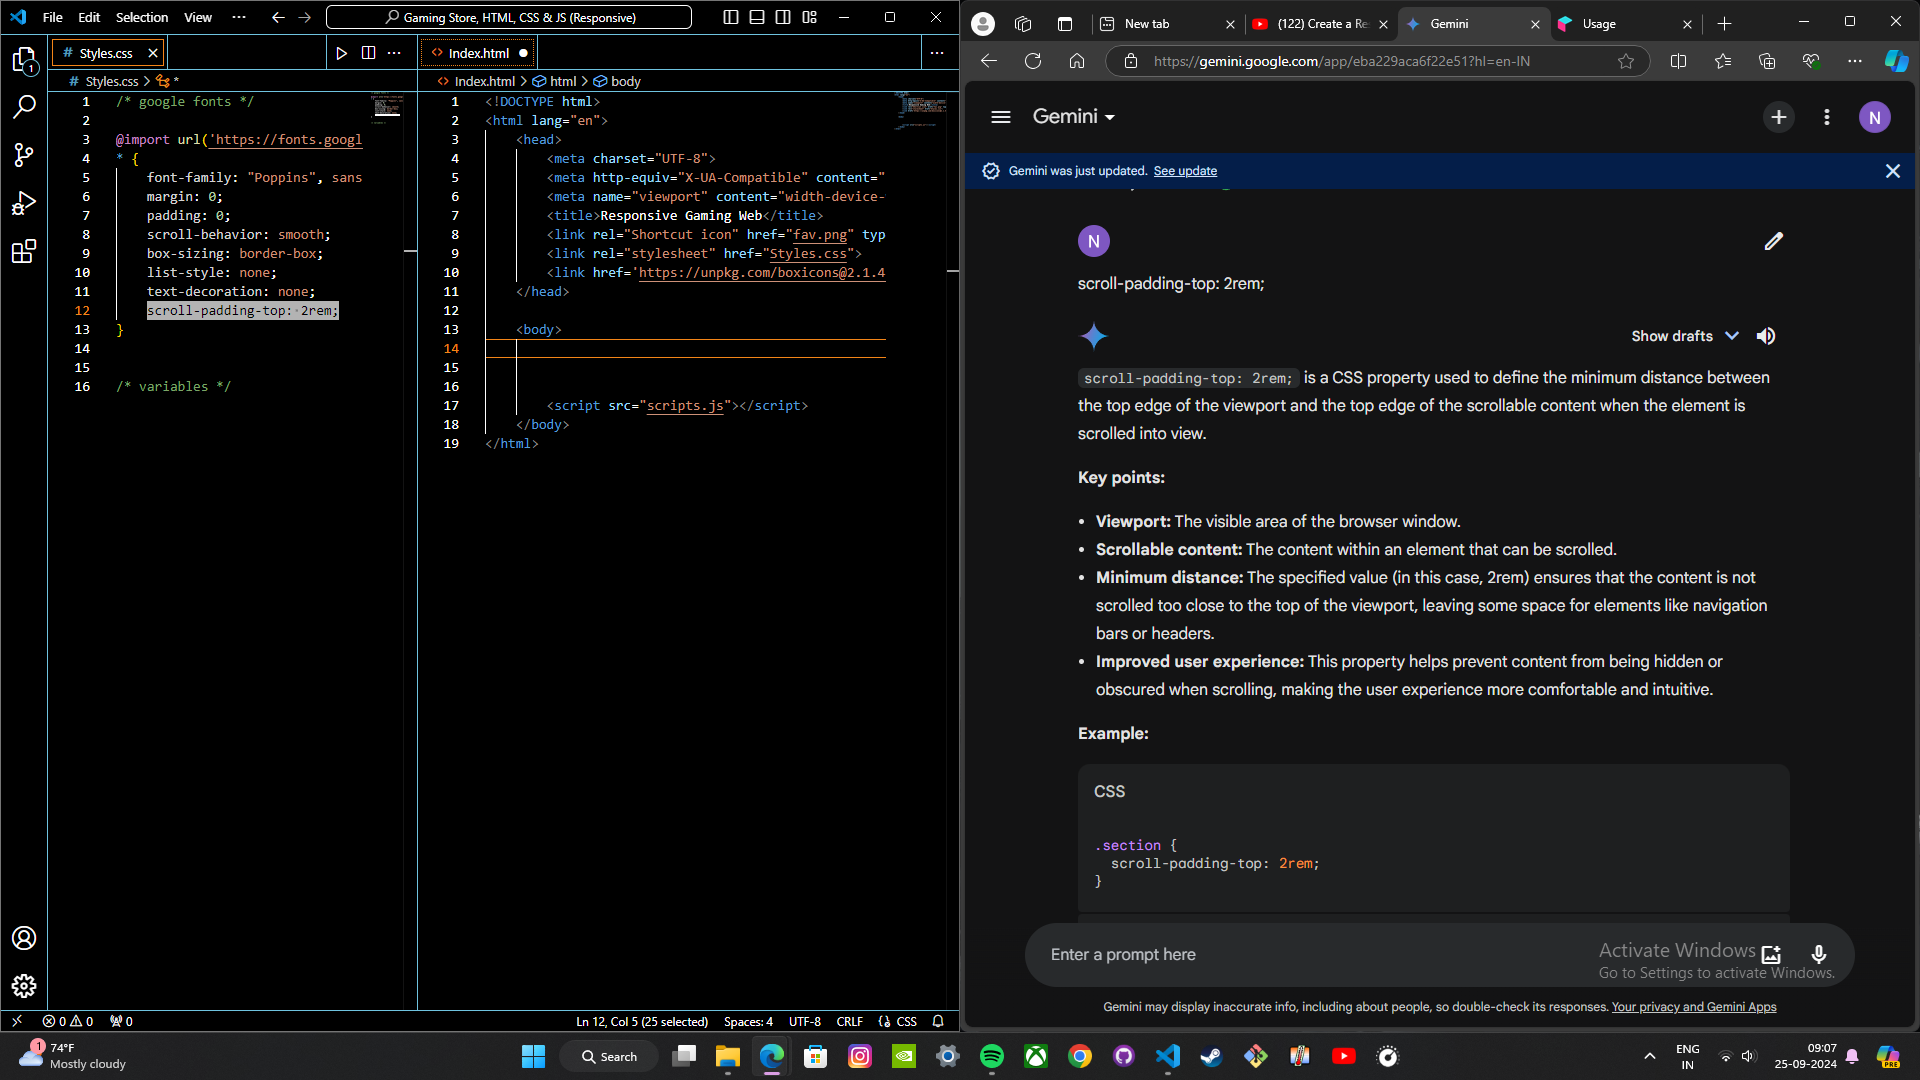 File Edit Selection View ··· Gaming Store, HTML, CSS & JS (Responsive)
# Styles.css
Index.html
# Styles.css > *
Index.html > html > body
1 /* google fonts */
2
3 @import url('https://fonts.googl
4 * {
5 font-family: "Poppins", sans
6 margin: 0;
7 padding: 0;
8 scroll-behavior: smooth;
9 box-sizing: border-box;
10 list-style: none;
11 text-decoration: none;
12 scroll-padding-top: 2rem;
13 }
14
15
16 /* variables */
1 <!DOCTYPE html>
2 <html lang="en">
3 <head>
4 <meta charset="UTF-8">
5 <meta http-equiv="X-UA-Compatible" content="
6 <meta name="viewport" content="width-device-
7 <title>Responsive Gaming Web</title>
8 <link rel="Shortcut icon" href="fav.png" typ
9 <link rel="stylesheet" href="Styles.css">
10 <link href='https://unpkg.com/boxicons@2.1.4
11 </head>
12
13 <body>
14
15
16
17 <script src="scripts.js"></script>
18 </body>
19 </html>
1
0 0 0
Ln 12, Col 5 (25 selected) Spaces: 4 UTF-8 CRLF {} CSS
New tab
(122) Create a Re
Gemini
Usage
https://gemini.google.com/app/eba229aca6f22e51?hl=en-IN
Gemini
N
Gemini was just updated. See update
N
scroll-padding-top: 2rem;
Show drafts
scroll-padding-top: 2rem; is a CSS property used to define the minimum distance between
the top edge of the viewport and the top edge of the scrollable content when the element is
scrolled into view.
Key points:
• Viewport: The visible area of the browser window.
• Scrollable content: The content within an element that can be scrolled.
• Minimum distance: The specified value (in this case, 2rem) ensures that the content is not
scrolled too close to the top of the viewport, leaving some space for elements like navigation
bars or headers.
• Improved user experience: This property helps prevent content from being hidden or
obscured when scrolling, making the user experience more comfortable and intuitive.
Example:
CSS
.section {
scroll-padding-top: 2rem;
}
Enter a prompt here
Activate Windows
Go to Settings to activate Windows.
Gemini may display inaccurate info, including about people, so double-check its responses. Your privacy and Gemini Apps
1
74°F
Mostly cloudy
Search
PRE
ENG
IN
09:07
25-09-2024